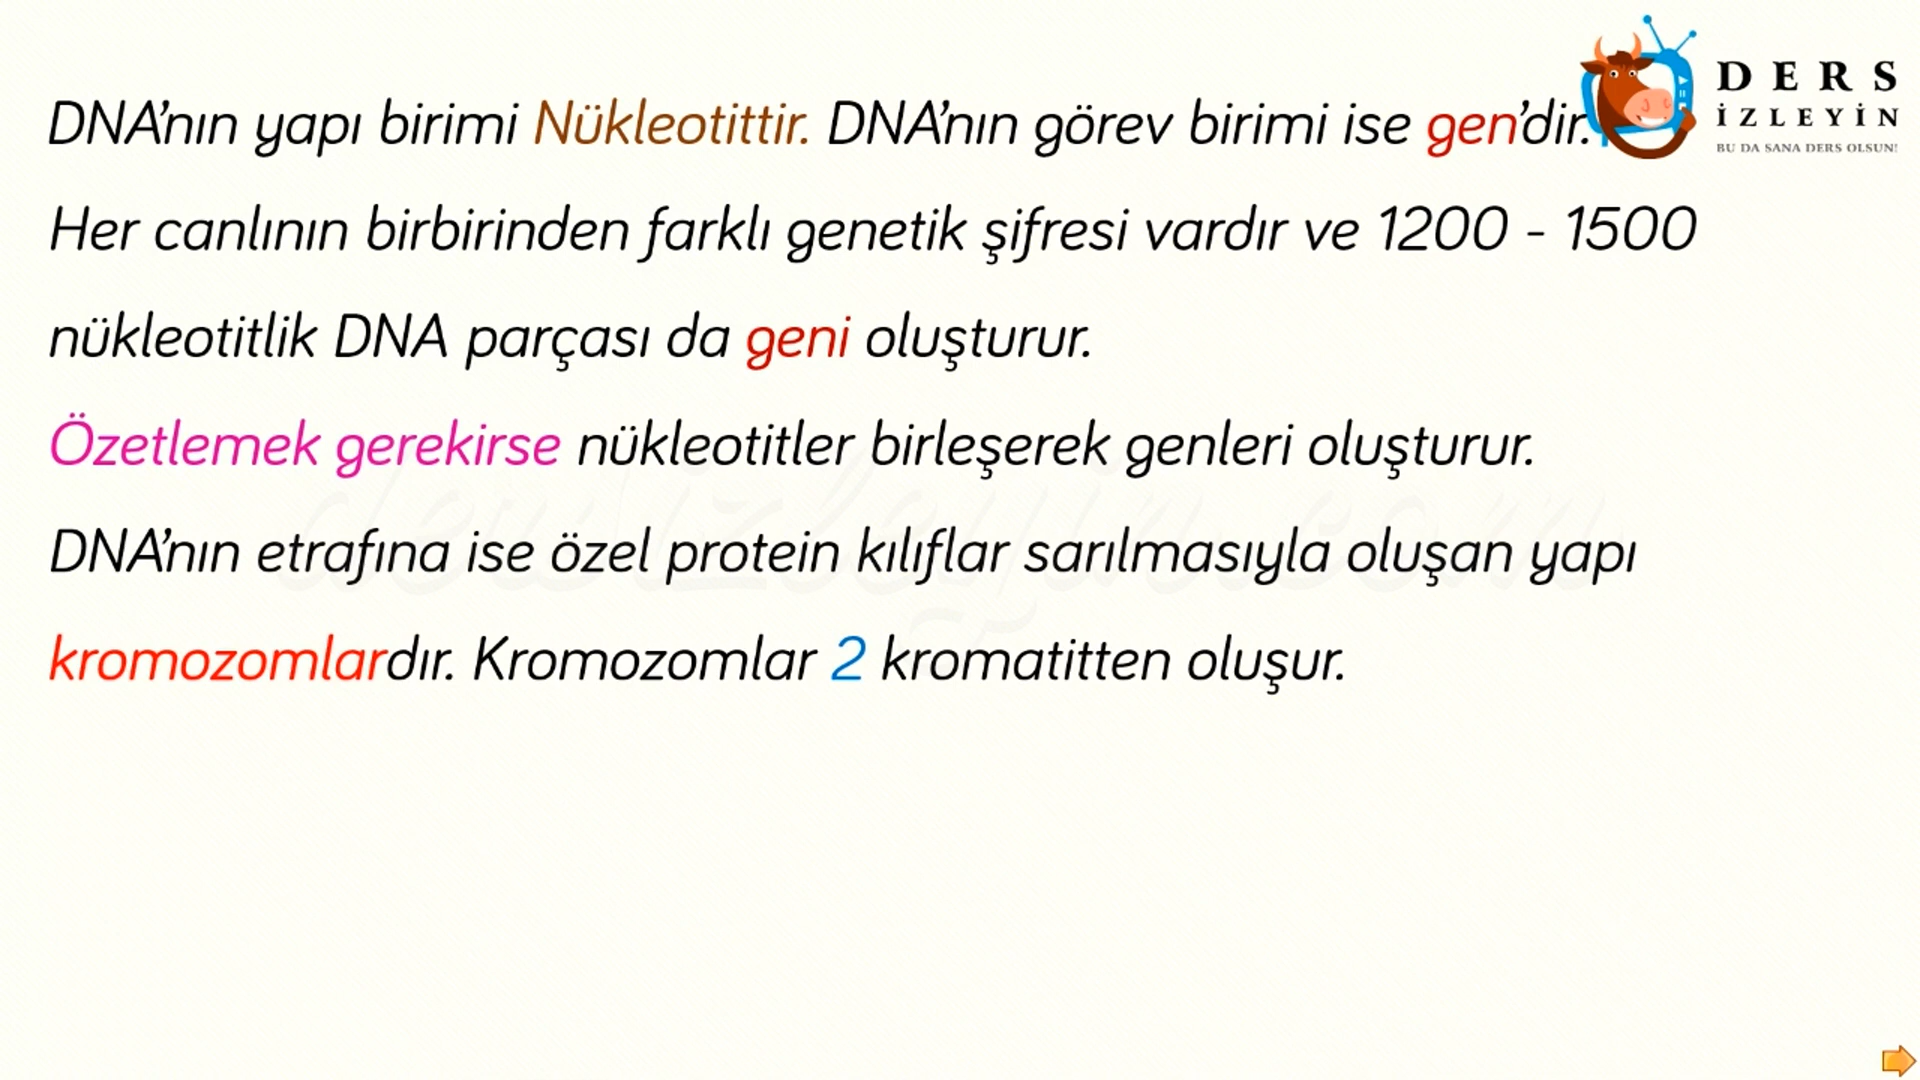 DNA'nın yapı birimi Nükleotittir. DNA'nın görev birimi ise gen'dir.
DERS
İZLEYİN
BU DA SANA DERS OLSUN!
Her canlının birbirinden farklı genetik şifresi vardır ve 1200 - 1500
nükleotitlik DNA parçası da geni oluşturur.
Özetlemek gerekirse nükleotitler birleşerek genleri oluşturur.
DNA'nın etrafına ise özel protein kılıflar sarılmasıyla oluşan yapı
kromozomlardır. Kromozomlar 2 kromatitten oluşur.
dersizleyin.com